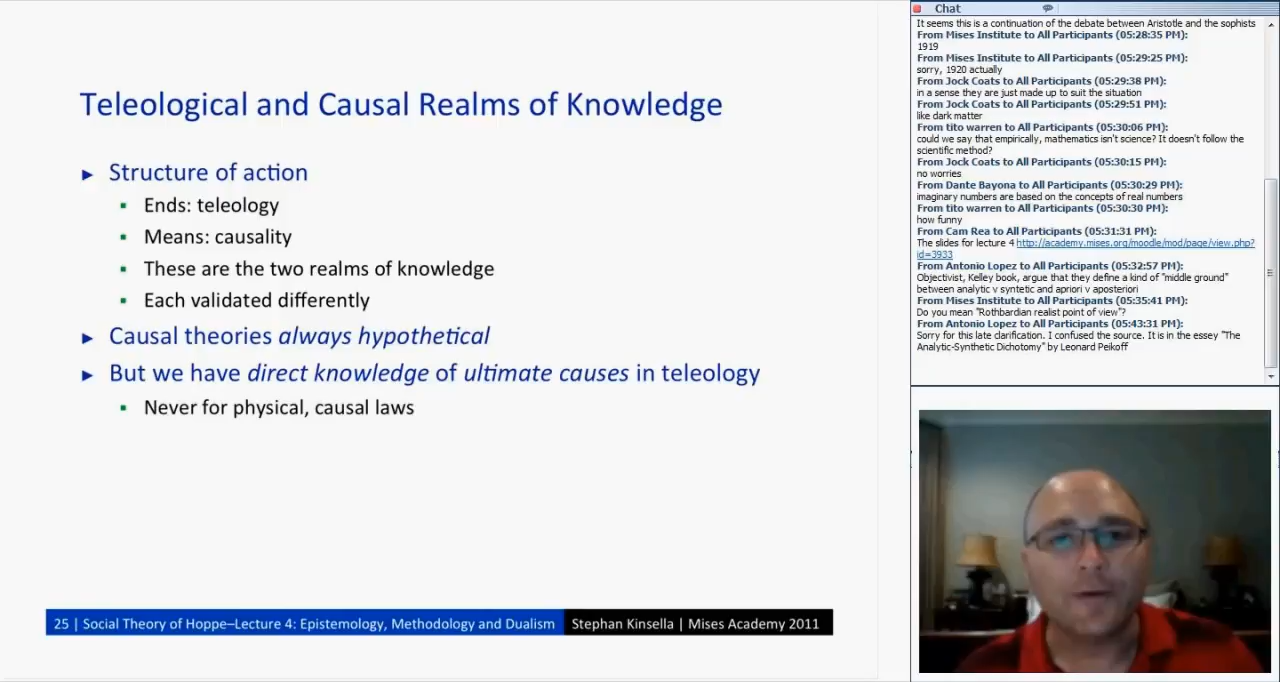 Teleological and Causal Realms of Knowledge
► Structure of action
▪ Ends: teleology
▪ Means: causality
▪ These are the two realms of knowledge
▪ Each validated differently
► Causal theories always hypothetical
► But we have direct knowledge of ultimate causes in teleology
▪ Never for physical, causal laws
25 | Social Theory of Hoppe–Lecture 4: Epistemology, Methodology and Dualism
Stephan Kinsella | Mises Academy 2011
Chat
It seems this is a continuation of the debate between Aristotle and the sophists
From Mises Institute to All Participants (05:28:35 PM):
1919
From Mises Institute to All Participants (05:29:25 PM):
sorry, 1920 actually
From Jock Coats to All Participants (05:29:38 PM):
in a sense they are just made up to suit the situation
From Jock Coats to All Participants (05:29:51 PM):
like dark matter
From tito warren to All Participants (05:30:06 PM):
could we say that empirically, mathematics isn't science? It doesn't follow the
scientific method?
From Jock Coats to All Participants (05:30:15 PM):
no worries
From Dante Bayona to All Participants (05:30:29 PM):
imaginary numbers are based on the concepts of real numbers
From tito warren to All Participants (05:30:30 PM):
how funny
From Cam Rea to All Participants (05:31:31 PM):
The slides for lecture 4 http://academy.mises.org/moodle/mod/page/view.php?
id=3933
From Antonio Lopez to All Participants (05:32:57 PM):
Objectivist, Kelley book, argue that they define a kind of "middle ground"
between analytic v syntetic and apriori v aposteriori
From Mises Institute to All Participants (05:35:41 PM):
Do you mean "Rothbardian realist point of view"?
From Antonio Lopez to All Participants (05:43:31 PM):
Sorry for this late clarification. I confused the source. It is in the essey "The
Analytic-Synthetic Dichotomy" by Leonard Peikoff